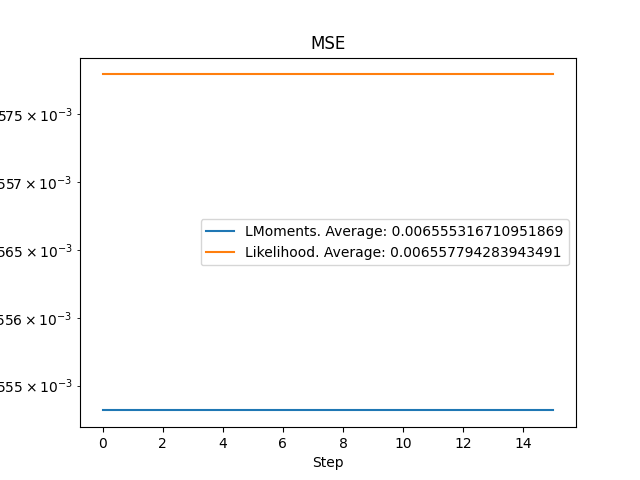 MSE
575 × 10⁻³
557 × 10⁻³
565 × 10⁻³
556 × 10⁻³
555 × 10⁻³
LMoments. Average: 0.006555316710951869
Likelihood. Average: 0.006557794283943491
0 2 4 6 8 10 12 14
Step